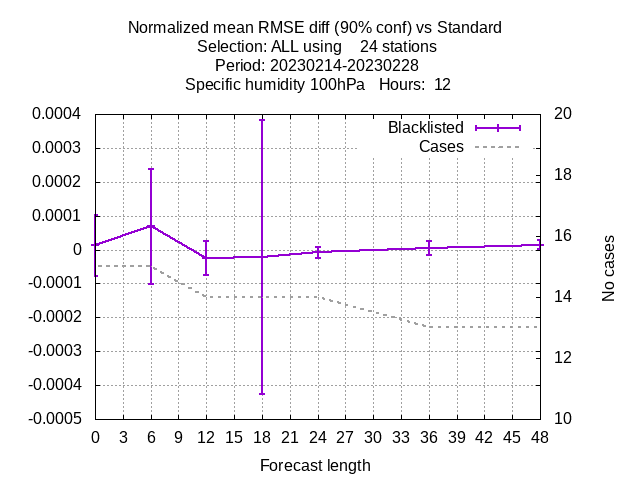 Normalized mean RMSE diff (90% conf) vs Standard
Selection: ALL using    24 stations
Period: 20230214-20230228
Specific humidity 100hPa   Hours:  12
Blacklisted
Cases
0.0004
0.0003
0.0002
0.0001
0
-0.0001
-0.0002
-0.0003
-0.0004
-0.0005
20
18
16
14
12
10
No cases
0 3 6 9 12 15 18 21 24 27 30 33 36 39 42 45 48
Forecast length